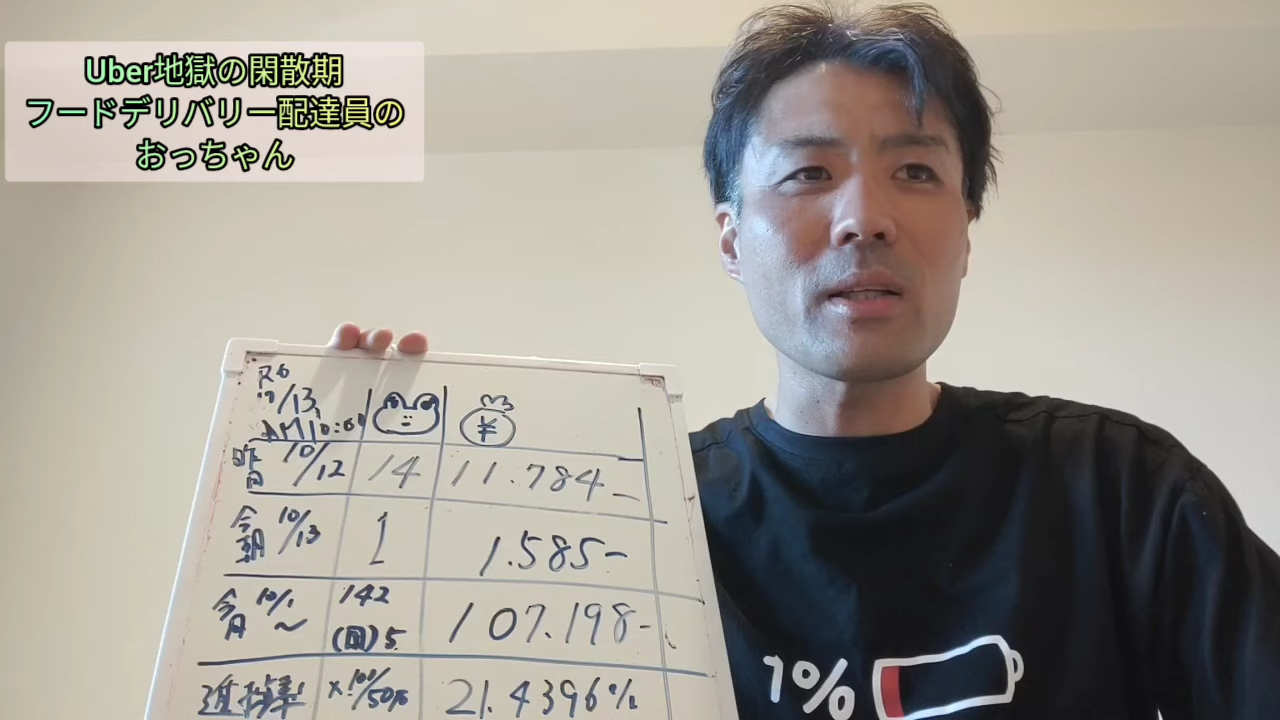 Uber地獄の閑散期
フードデリバリー配達員の
おっちゃん
R6
10/13,
AM10:00
¥
昨日 10/12 14 11.784-
今朝 10/13 1 1.585-
今月 10/1~ 142 (回)5 107.198-
進捗率 ×100/50万 21.4396%
1%